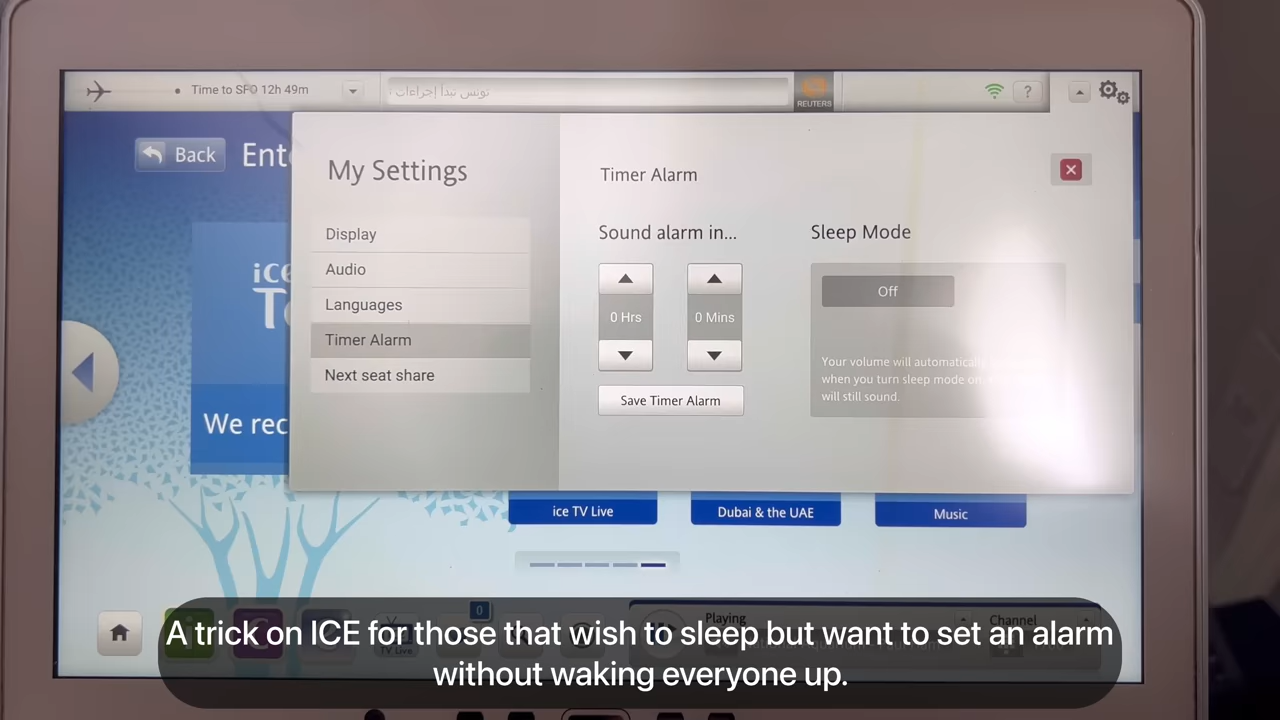 Time to SFO 12h 49m
تونس تبدأ إجراءات
REUTERS
?
Back
Ent
My Settings
Timer Alarm
Display
Audio
Languages
Timer Alarm
Next seat share
Sound alarm in...
0 Hrs
0 Mins
Save Timer Alarm
Sleep Mode
Off
Your volume will automatically
when you turn sleep mode on
will still sound.
ice
We rec
ice TV Live
Dubai & the UAE
Music
0
Playing
Channel
TV Live
A trick on ICE for those that wish to sleep but want to set an alarm
without waking everyone up.